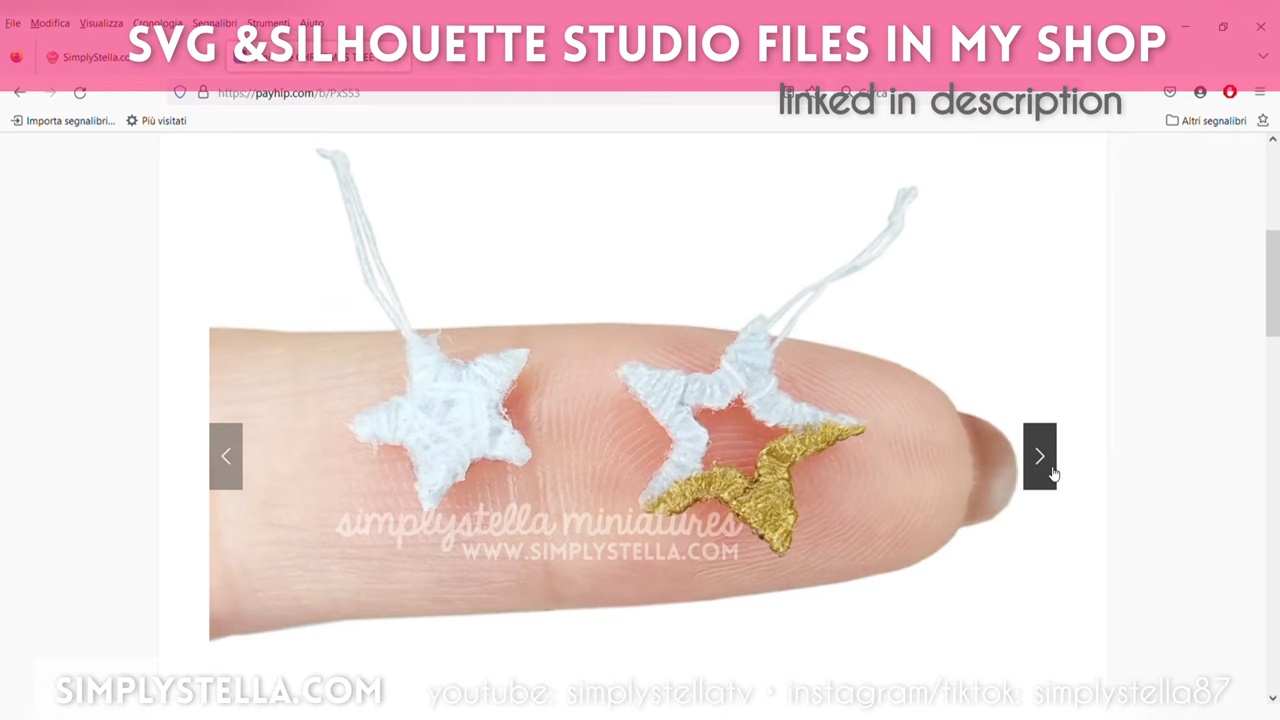 SVG &SILHOUETTE STUDIO FILES IN MY SHOP
linked in description
File Modifica Visualizza Cronologia Segnalibri Strumenti Aiuto
SimplyStella.co
https://payhip.com/b/PxSS3
Importa segnalibri... Più visitati
Altri segnalibri
simplystella miniatures
WWW.SIMPLYSTELLA.COM
SIMPLYSTELLA.COM youtube: simplystellatv • instagram/tiktok: simplystella87